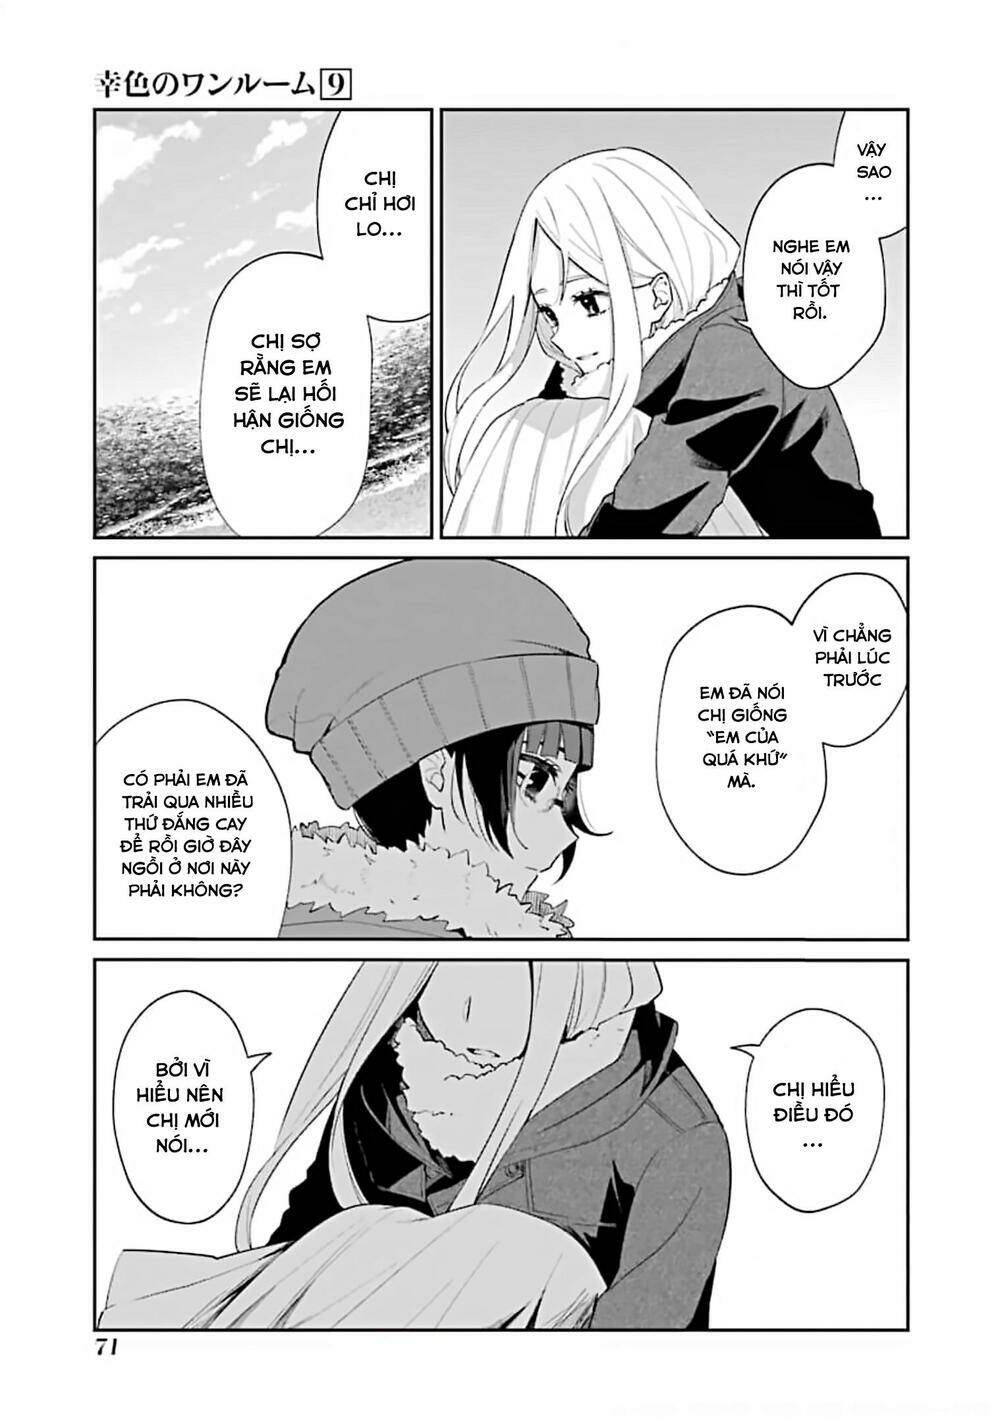 幸色のワンルーム 9
VẬY
SAO
...
NGHE EM
NÓI VẬY
THÌ TỐT
RỒI.
CHỊ
CHỈ HƠI
LO...
CHỊ SỢ
RẰNG EM
SẼ LẠI HỐI
HẬN GIỐNG
CHỊ...
VÌ CHẲNG
PHẢI LÚC
TRƯỚC
EM ĐÃ NÓI
CHỊ GIỐNG
"EM CỦA
QUÁ KHỨ"
MÀ.
CÓ PHẢI EM ĐÃ
TRẢI QUA NHIỀU
THỨ ĐẮNG CAY
ĐỂ RỒI GIỜ ĐÂY
NGỒI Ở NƠI NÀY
PHẢI KHÔNG?
CHỊ HIỂU
ĐIỀU ĐÓ
...
BỞI VÌ
HIỂU NÊN
CHỊ MỚI
NÓI...
71